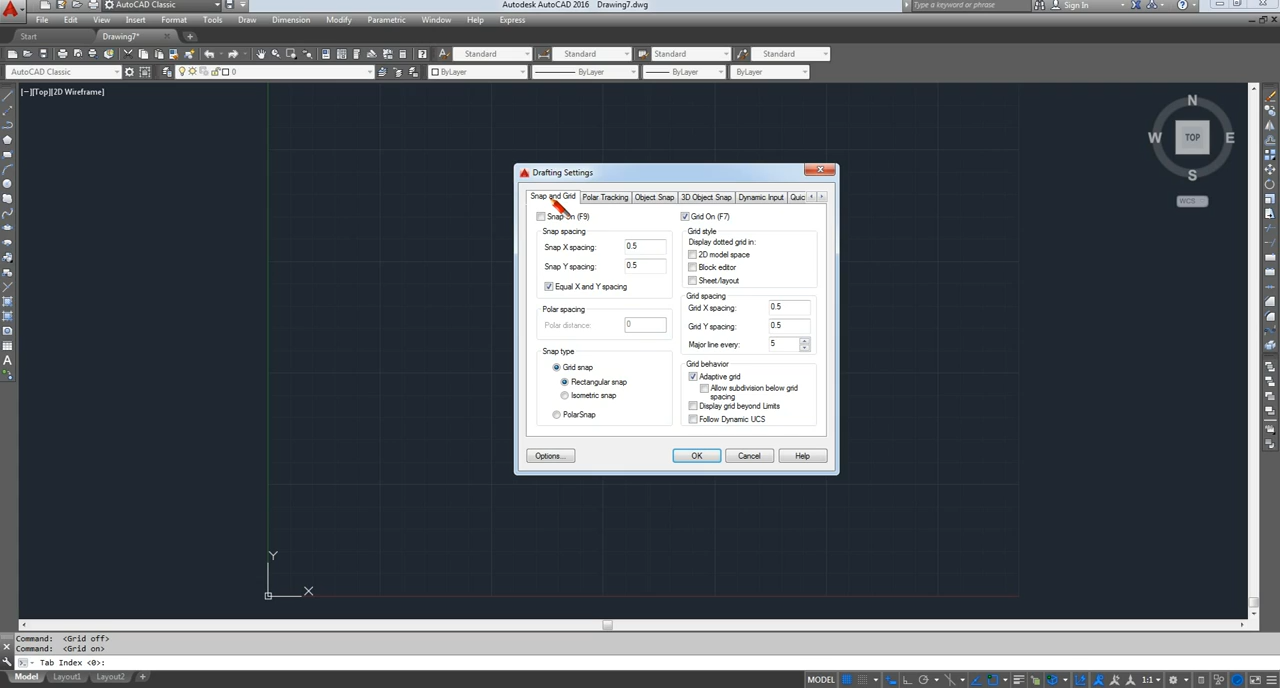 AutoCAD Classic
Autodesk AutoCAD 2016 Drawing7.dwg
Type a keyword or phrase
Sign In
File Edit View Insert Format Tools Draw Dimension Modify Parametric Window Help Express
Start Drawing7*
Standard Standard Standard Standard
AutoCAD Classic 0 ByLayer ByLayer ByLayer ByLayer
[−][Top][2D Wireframe]
N
W TOP E
S
WCS
Drafting Settings
Snap and Grid Polar Tracking Object Snap 3D Object Snap Dynamic Input Quic
Snap On (F9) Grid On (F7)
Snap spacing
Snap X spacing: 0.5
Snap Y spacing: 0.5
Equal X and Y spacing
Polar spacing
Polar distance: 0
Snap type
Grid snap
Rectangular snap
Isometric snap
PolarSnap
Grid style
Display dotted grid in:
2D model space
Block editor
Sheet/layout
Grid spacing
Grid X spacing: 0.5
Grid Y spacing: 0.5
Major line every: 5
Grid behavior
Adaptive grid
Allow subdivision below grid
spacing
Display grid beyond Limits
Follow Dynamic UCS
Options... OK Cancel Help
Y
X
Command: <Grid off>
Command: <Grid on>
Tab Index <0>:
Model Layout1 Layout2
MODEL 1:1